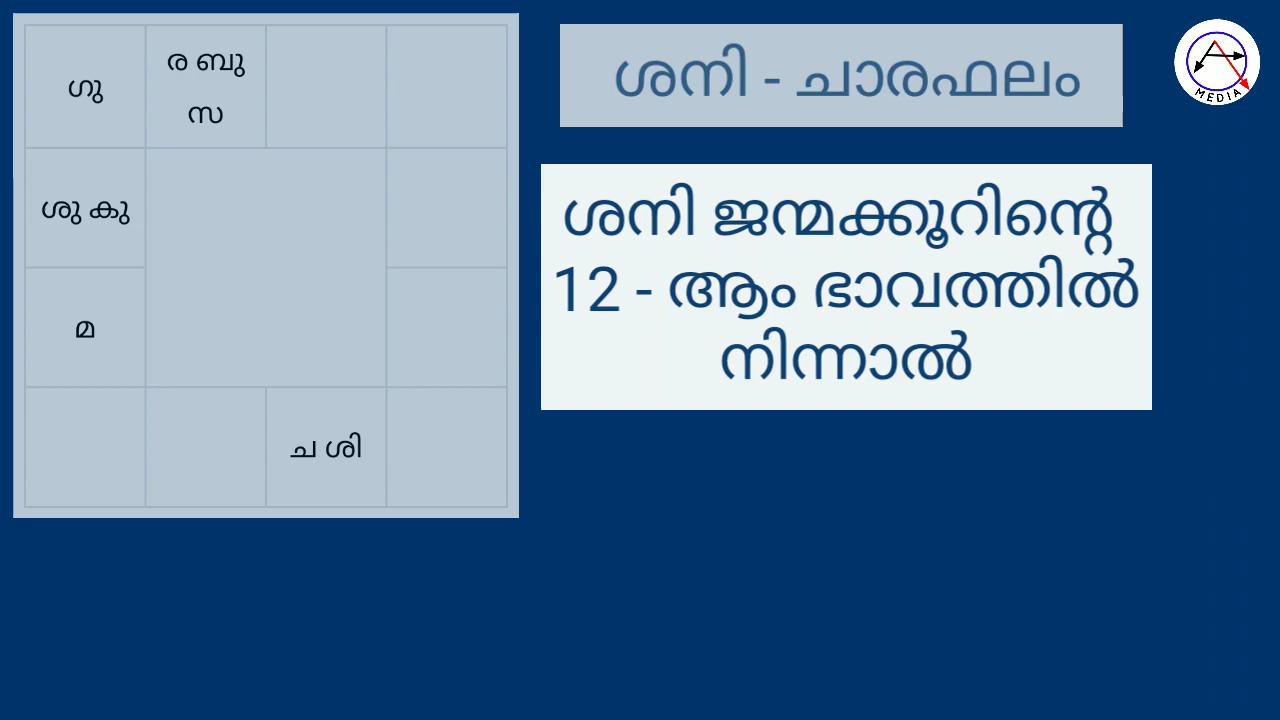 ഗു
ര ബു
സ
ശു കു
മ
ച ശി
ശനി - ചാരഫലം
ശനി ജന്മക്കൂറിന്റെ
12 - ആം ഭാവത്തിൽ
നിന്നാൽ
MEDIA